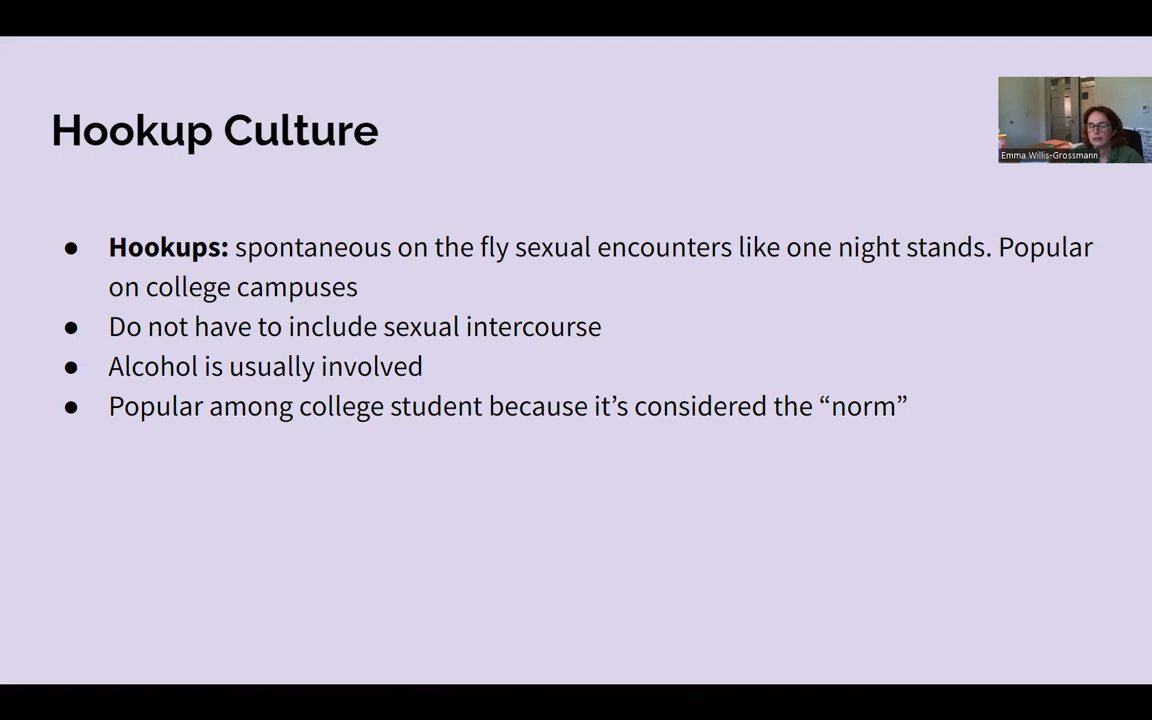 Hookup Culture
Emma Willis-Grossmann
● Hookups: spontaneous on the fly sexual encounters like one night stands. Popular
on college campuses
● Do not have to include sexual intercourse
● Alcohol is usually involved
● Popular among college student because it’s considered the “norm”